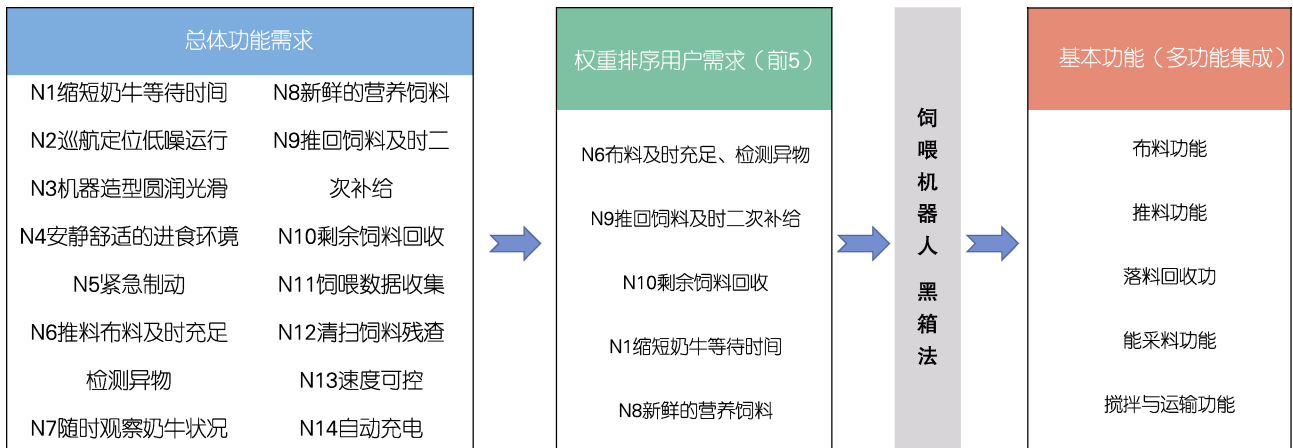 总体功能需求
N1缩短奶牛等待时间
N2巡航定位低噪运行
N3机器造型圆润光滑
N4安静舒适的进食环境
N5紧急制动
N6推料布料及时充足
检测异物
N7随时观察奶牛状况
N8新鲜的营养饲料
N9推回饲料及时二
次补给
N10剩余饲料回收
N11饲喂数据收集
N12清扫饲料残渣
N13速度可控
N14自动充电
权重排序用户需求（前5）
N6布料及时充足、检测异物
N9推回饲料及时二次补给
N10剩余饲料回收
N1缩短奶牛等待时间
N8新鲜的营养饲料
饲喂机器人 黑箱法
基本功能（多功能集成）
布料功能
推料功能
落料回收功
能采料功能
搅拌与运输功能